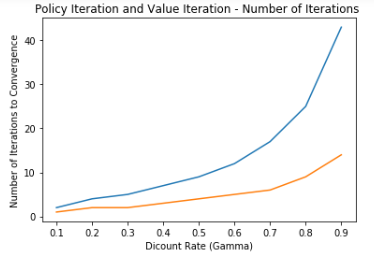 Policy Iteration and Value Iteration - Number of Iterations
Number of Iterations to Convergence
40
30
20
10
0
0.1 0.2 0.3 0.4 0.5 0.6 0.7 0.8 0.9
Dicount Rate (Gamma)